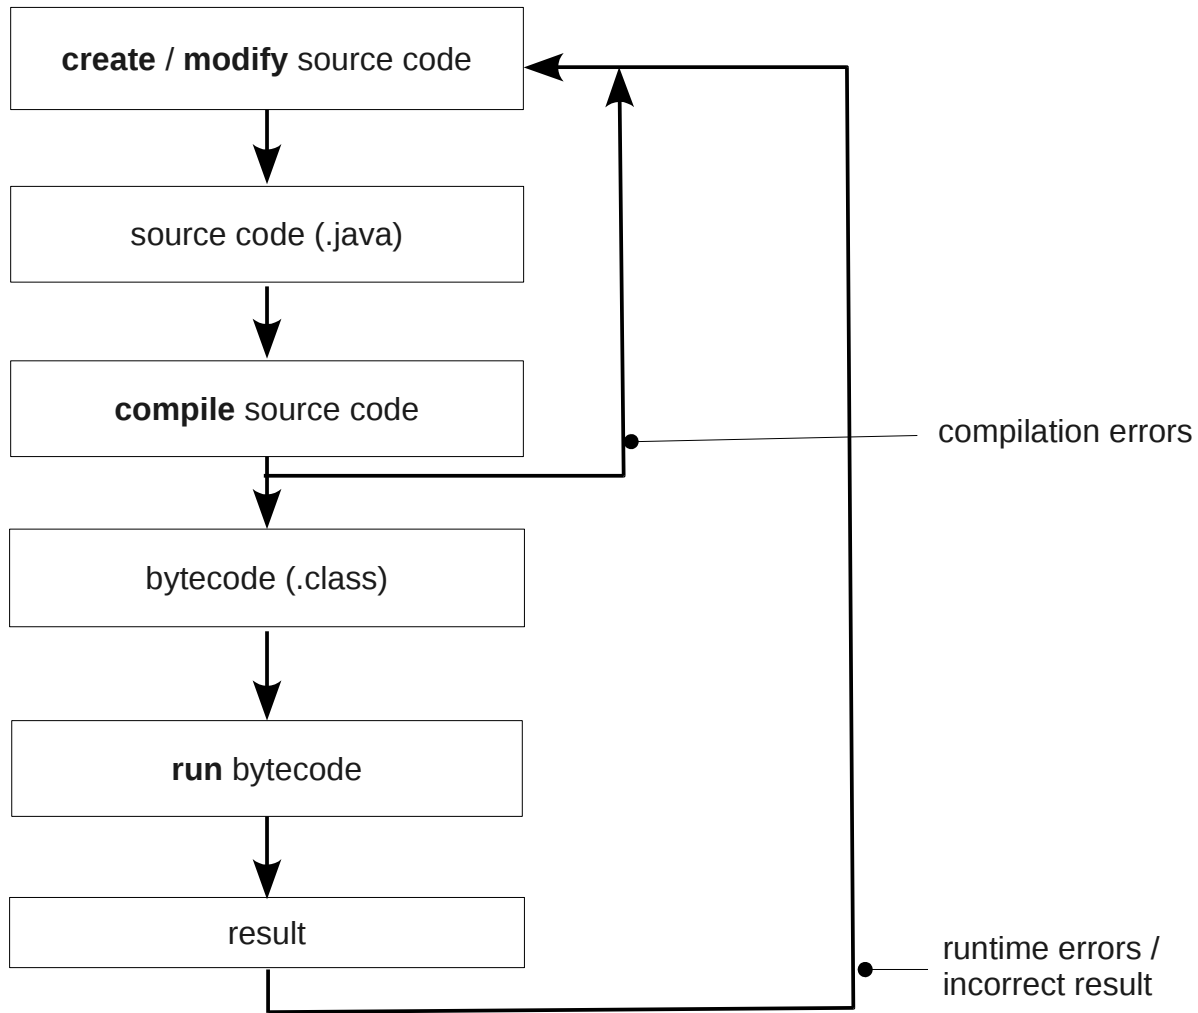 create / modify source code
source code (.java)
compile source code
compilation errors
bytecode (.class)
run bytecode
result
runtime errors /
incorrect result